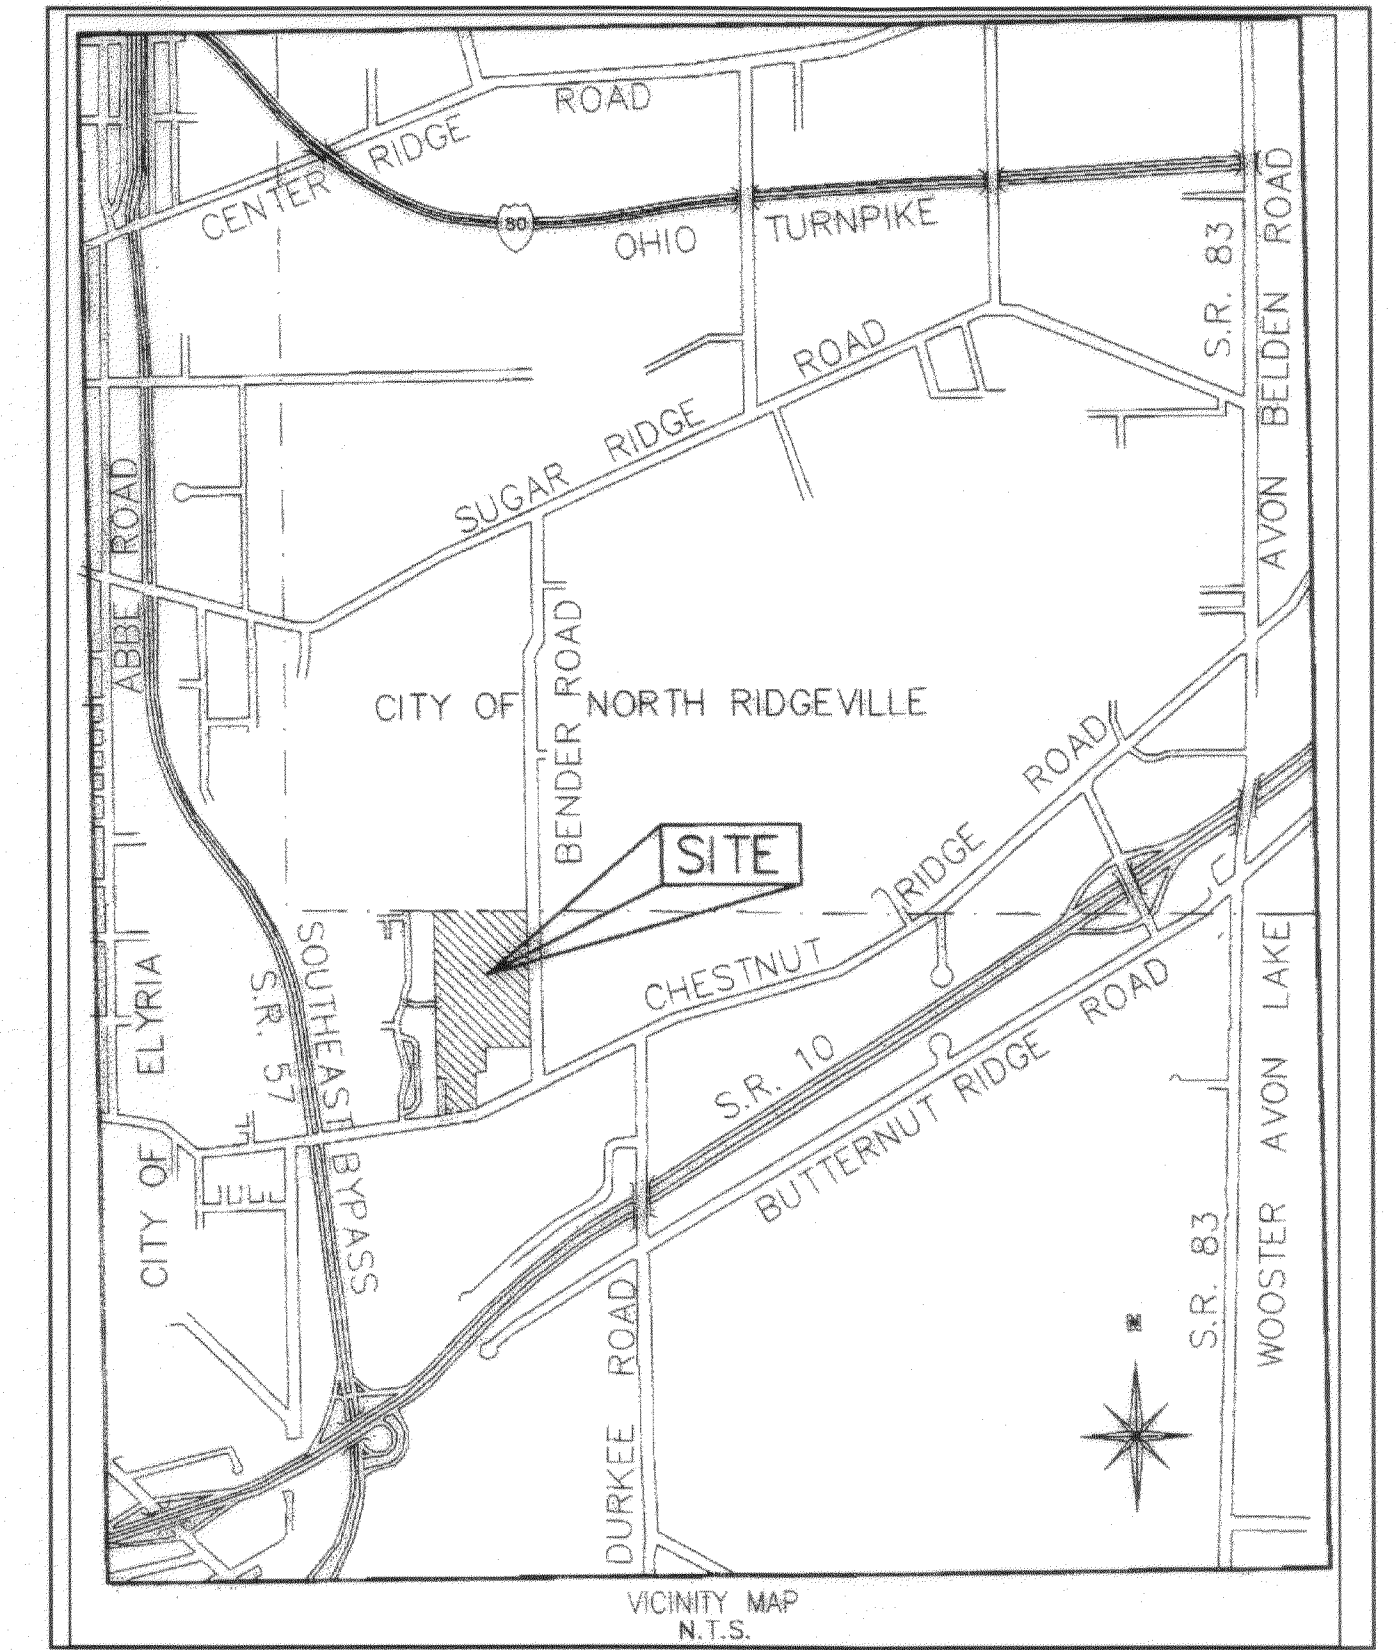 ROAD
CENTER RIDGE
80
OHIO TURNPIKE
S.R. 83
AVON BELDEN ROAD
SUGAR RIDGE ROAD
ABBE ROAD
BENDER ROAD
CITY OF NORTH RIDGEVILLE
SITE
CHESTNUT RIDGE ROAD
SOUTHEAST BYPASS
S.R. 57
CITY OF ELYRIA
S.R. 10
BUTTERNUT RIDGE ROAD
DURKEE ROAD
S.R. 83
WOOSTER AVON LAKE
N
VICINITY MAP
N.T.S.